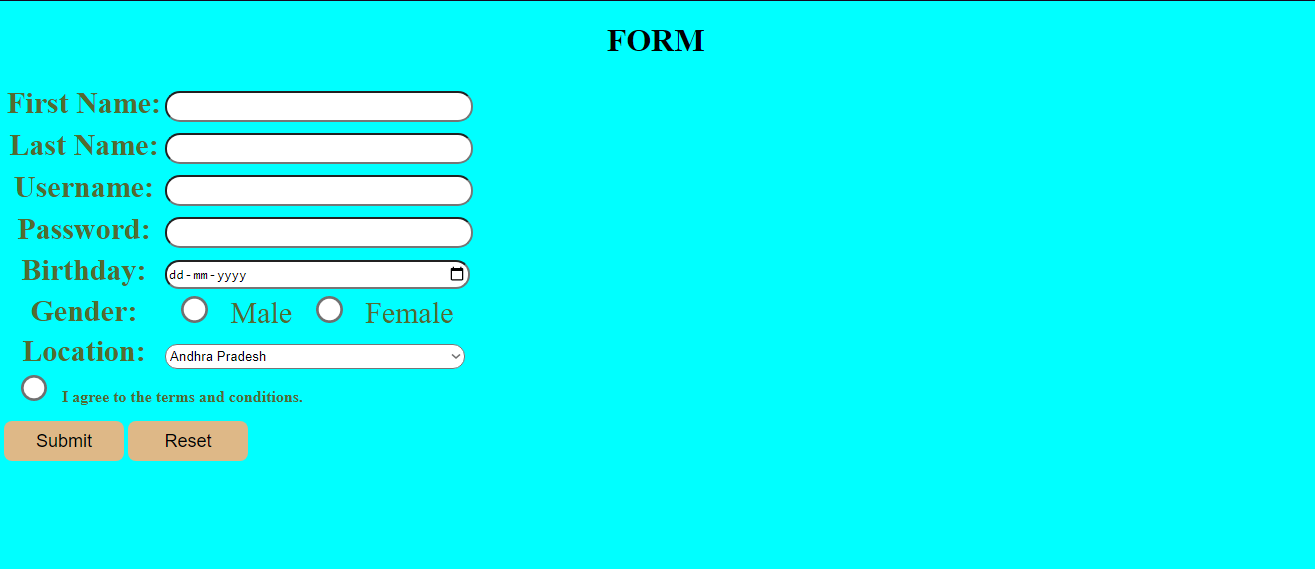 FORM
First Name:
Last Name:
Username:
Password:
Birthday: dd-mm-yyyy
Gender: Male Female
Location: Andhra Pradesh
I agree to the terms and conditions.
Submit Reset